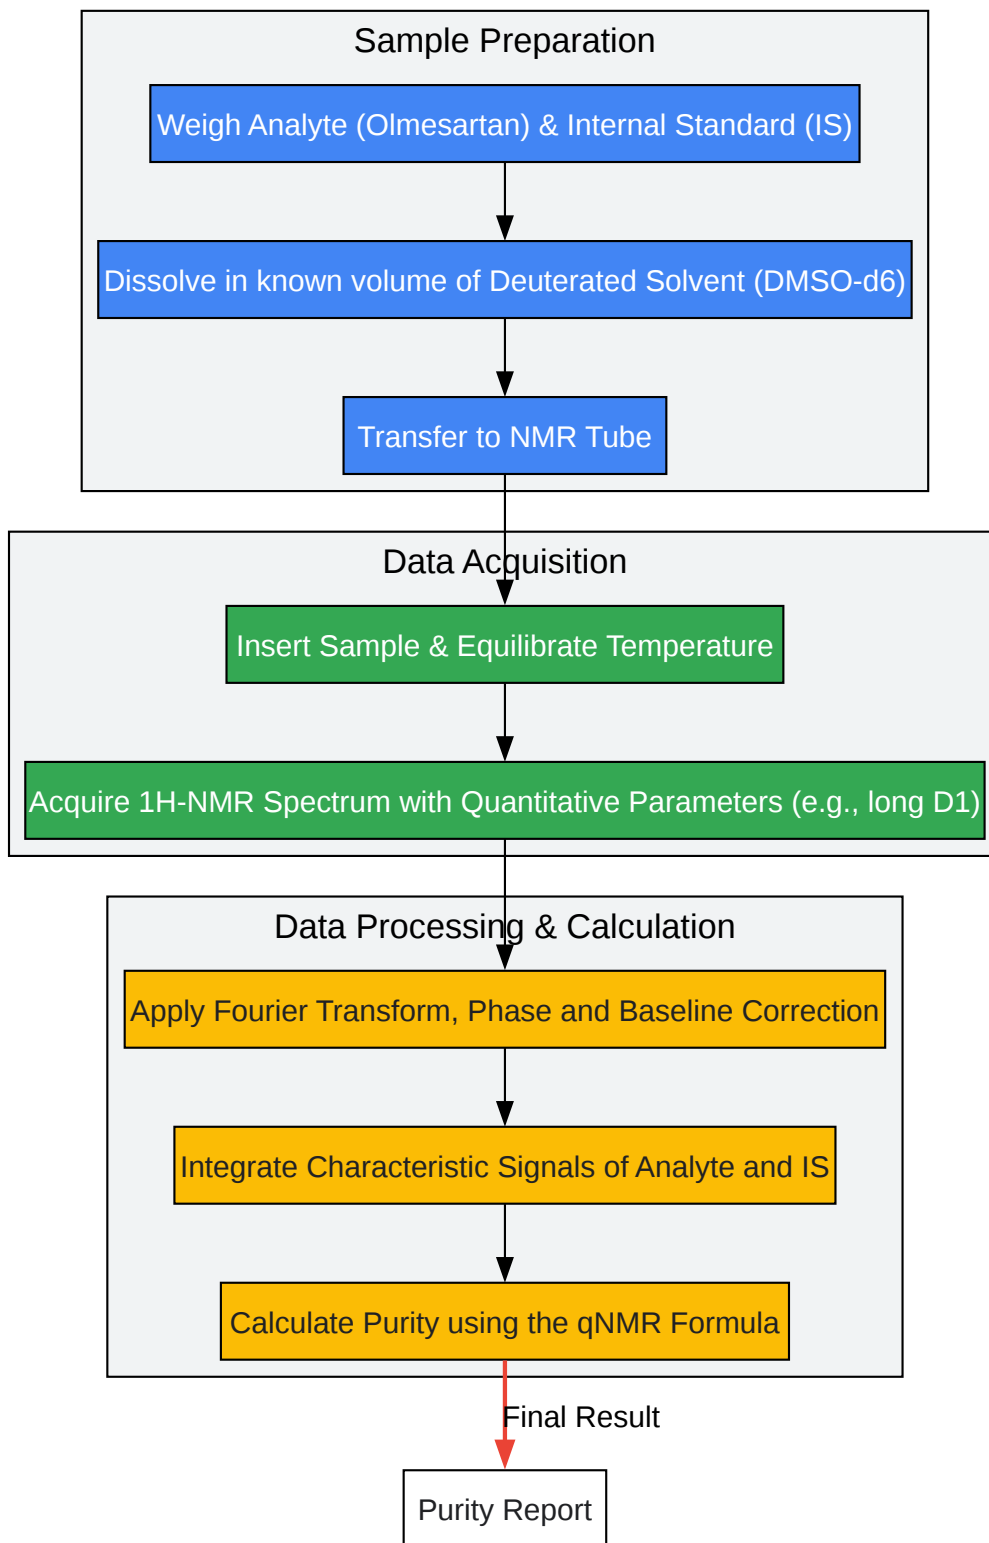 Sample Preparation
Weigh Analyte (Olmesartan) & Internal Standard (IS)
Dissolve in known volume of Deuterated Solvent (DMSO-d6)
Transfer to NMR Tube
Data Acquisition
Insert Sample & Equilibrate Temperature
Acquire 1H-NMR Spectrum with Quantitative Parameters (e.g., long D1)
Data Processing & Calculation
Apply Fourier Transform, Phase and Baseline Correction
Integrate Characteristic Signals of Analyte and IS
Calculate Purity using the qNMR Formula
Final Result
Purity Report